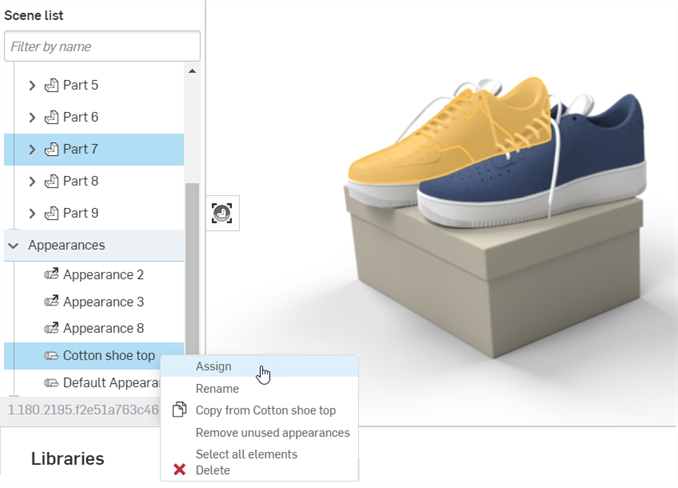 Scene list
Filter by name
Part 5
Part 6
Part 7
Part 8
Part 9
Appearances
Appearance 2
Appearance 3
Appearance 8
Cotton shoe top
Default Appeara
1.180.2195.f2e51a763c46
Assign
Rename
Copy from Cotton shoe top
Remove unused appearances
Select all elements
Delete
Libraries